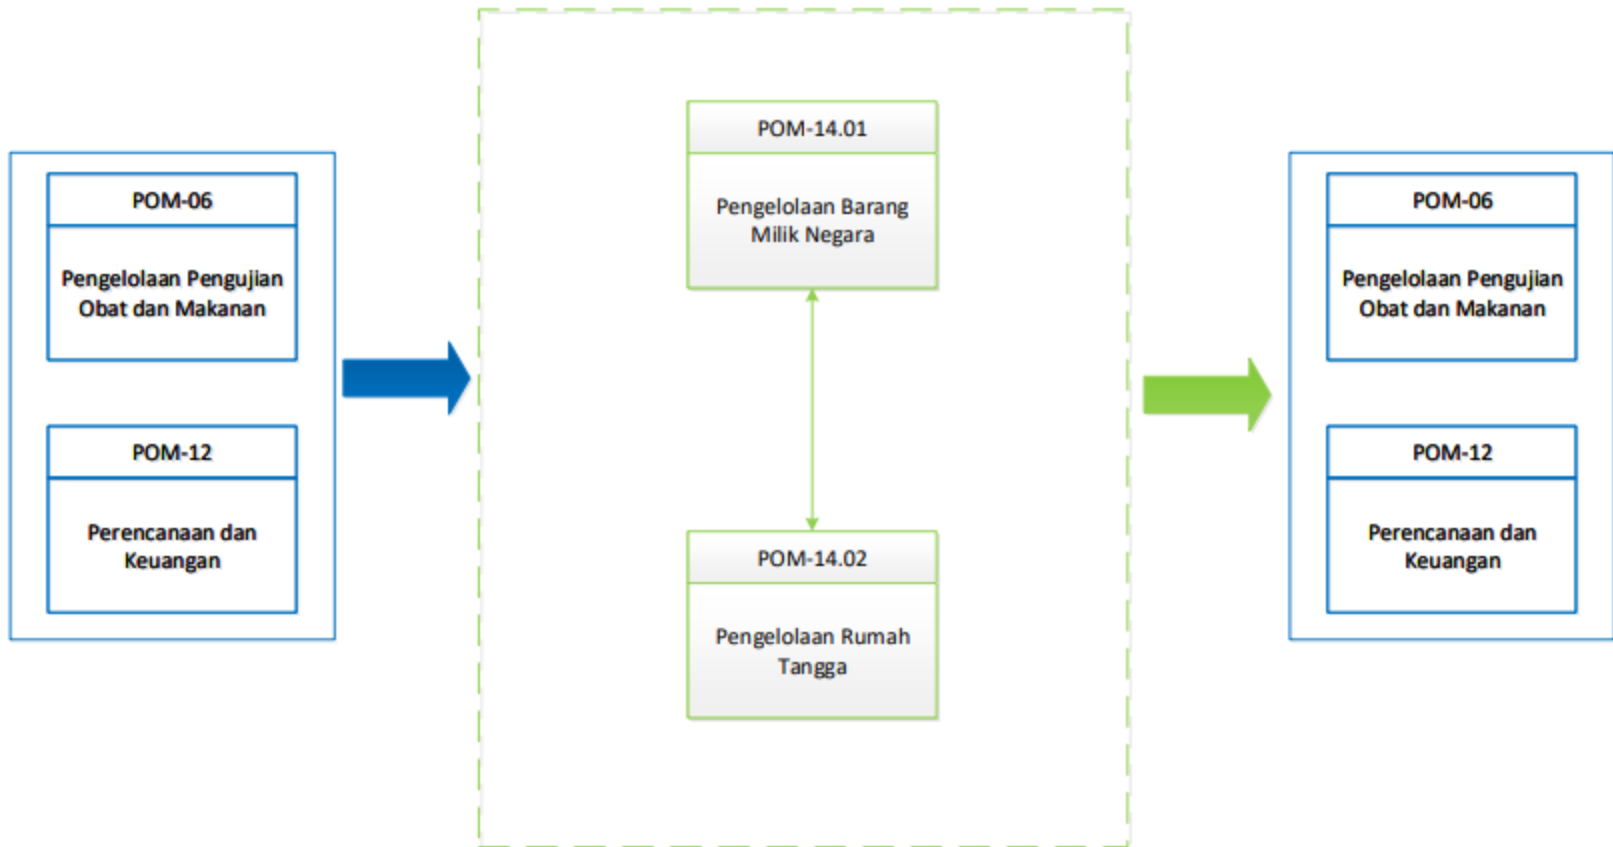 POM-06
Pengelolaan Pengujian
Obat dan Makanan
POM-12
Perencanaan dan
Keuangan
POM-14.01
Pengelolaan Barang
Milik Negara
POM-14.02
Pengelolaan Rumah
Tangga
POM-06
Pengelolaan Pengujian
Obat dan Makanan
POM-12
Perencanaan dan
Keuangan